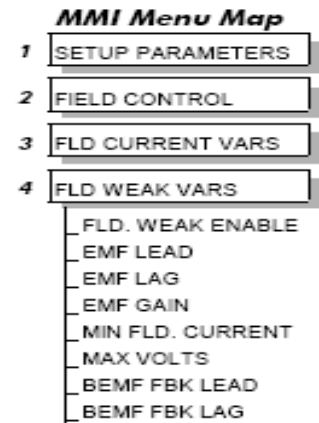 MMI Menu Map
1 SETUP PARAMETERS
2 FIELD CONTROL
3 FLD CURRENT VARS
4 FLD WEAK VARS
FLD. WEAK ENABLE
EMF LEAD
EMF LAG
EMF GAIN
MIN FLD. CURRENT
MAX VOLTS
BEMF FBK LEAD
BEMF FBK LAG